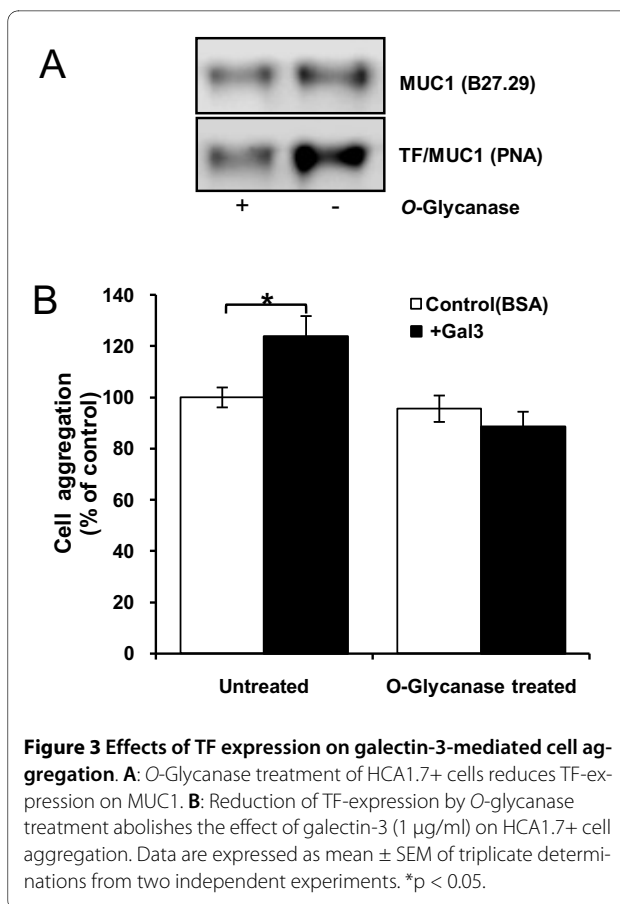 A
MUC1 (B27.29)
TF/MUC1 (PNA)
+ - O-Glycanase
B
140
120
100
80
60
40
20
0
Cell aggregation
(% of control)
*
Control(BSA)
+Gal3
Untreated O-Glycanase treated
Figure 3 Effects of TF expression on galectin-3-mediated cell ag-
gregation. A: O-Glycanase treatment of HCA1.7+ cells reduces TF-ex-
pression on MUC1. B: Reduction of TF-expression by O-glycanase
treatment abolishes the effect of galectin-3 (1 μg/ml) on HCA1.7+ cell
aggregation. Data are expressed as mean ± SEM of triplicate determi-
nations from two independent experiments. *p < 0.05.